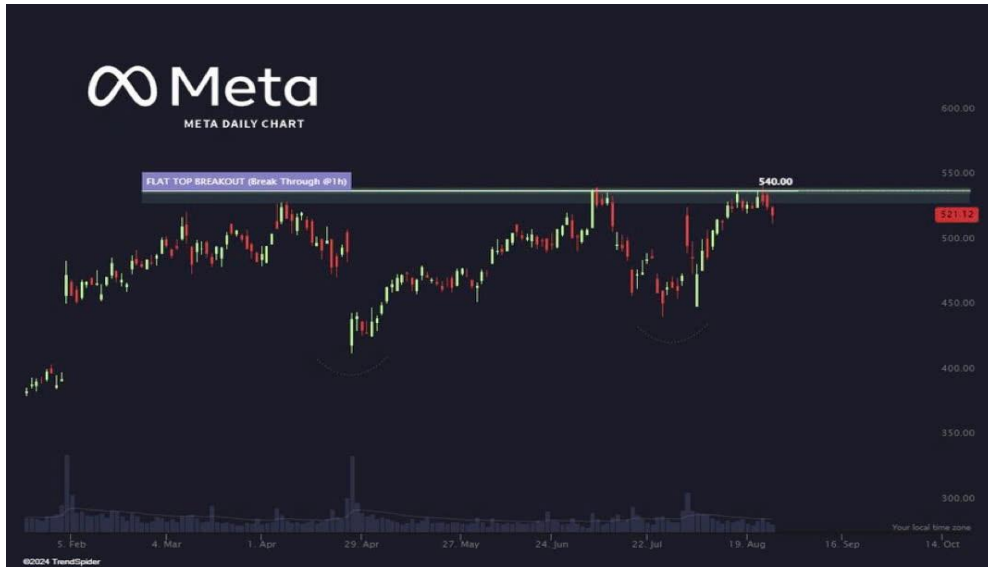 Meta
META DAILY CHART
600.00
FLAT TOP BREAKOUT (Break Through @1h)
550.00
540.00
521.12
500.00
450.00
400.00
350.00
300.00
Your local time zone
5. Feb 4. Mar 1. Apr 29. Apr 27. May 24. Jun 22. Jul 19. Aug 16. Sep 14. Oct
©2024 TrendSpider